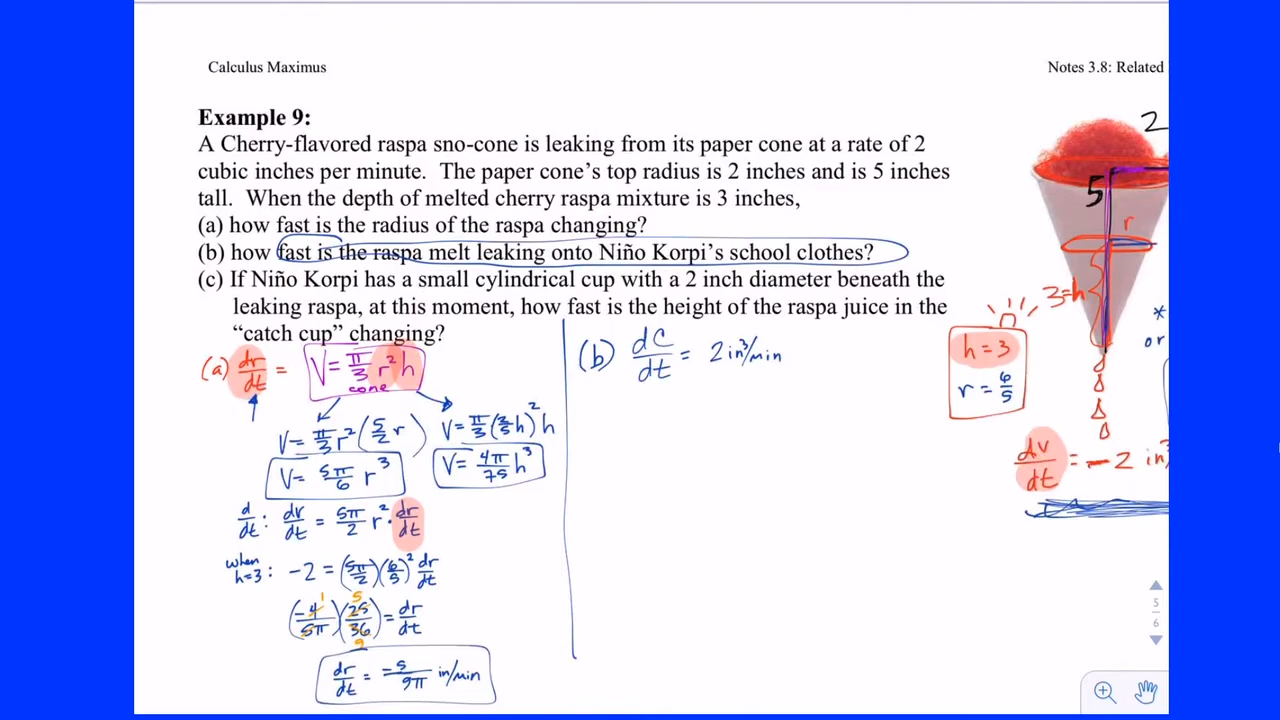 Calculus Maximus
Notes 3.8: Related
Example 9:
A Cherry-flavored raspa sno-cone is leaking from its paper cone at a rate of 2
cubic inches per minute. The paper cone's top radius is 2 inches and is 5 inches
tall. When the depth of melted cherry raspa mixture is 3 inches,
(a) how fast is the radius of the raspa changing?
(b) how fast is the raspa melt leaking onto Niño Korpi's school clothes?
(c) If Niño Korpi has a small cylindrical cup with a 2 inch diameter beneath the
leaking raspa, at this moment, how fast is the height of the raspa juice in the
"catch cup" changing?
(a) dr/dt =
V = π/3 r² h
cone
V = π/3 r² (5/2 r)
V = 5π/6 r³
V = π/3 (2/5 h)² h
V = 4π/75 h³
d/dt: dV/dt = 5π/2 r² · dr/dt
when h=3: -2 = (5π/2)(6/5)² dr/dt
(-4/5π)(25/36) = dr/dt
1
5
9
dr/dt = -5/9π in/min
(b) dC/dt = 2 in³/min
2
5
r
3=h
h = 3
r = 6/5
dV/dt = -2 in³
*
or
5
6